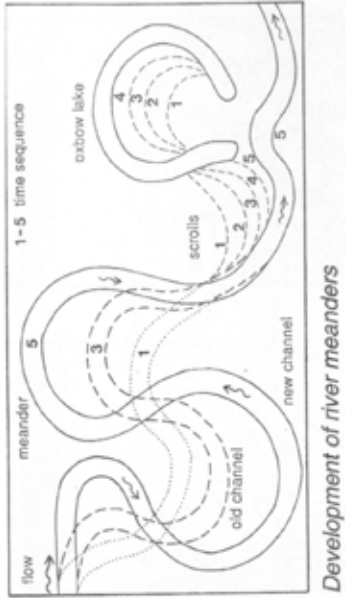 flow
meander
1-5 time sequence
5
oxbow lake
4
3
2
1
3
1
scrolls
1
2
3
4
5
5
old channel
new channel
Development of river meanders